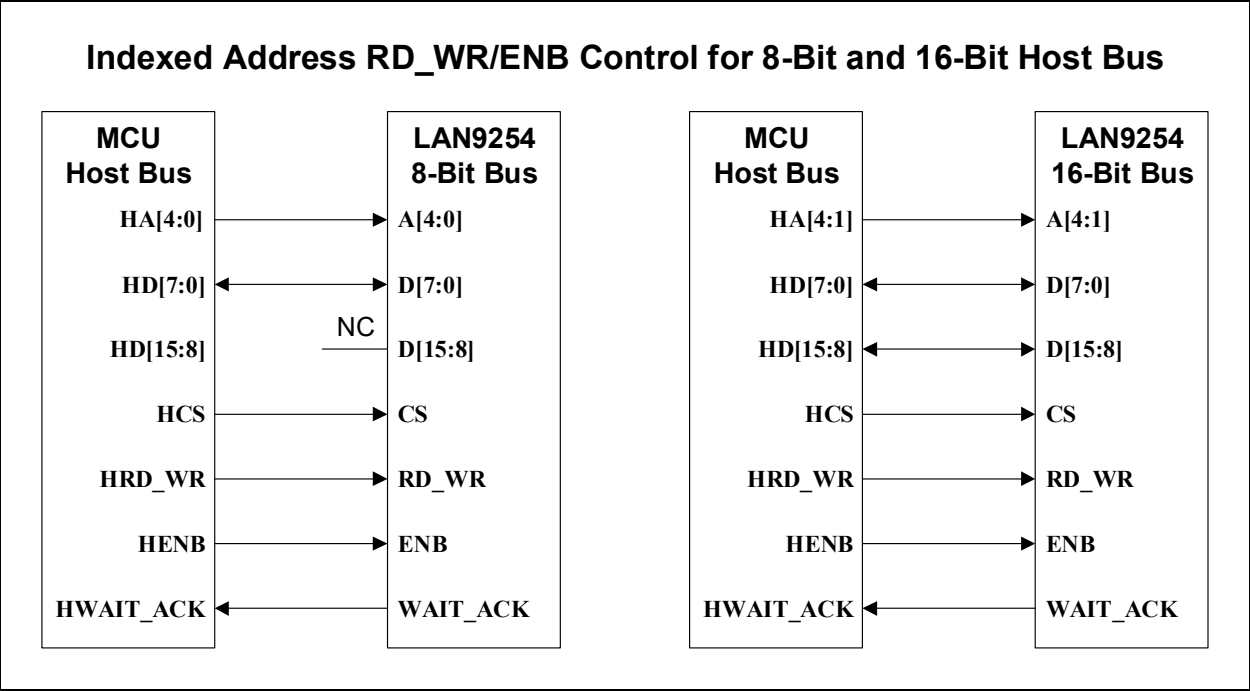 Indexed Address RD_WR/ENB Control for 8-Bit and 16-Bit Host Bus
MCU
Host Bus
HA[4:0]
HD[7:0]
HD[15:8]
HCS
HRD_WR
HENB
HWAIT_ACK
NC
LAN9254
8-Bit Bus
A[4:0]
D[7:0]
D[15:8]
CS
RD_WR
ENB
WAIT_ACK
MCU
Host Bus
HA[4:1]
HD[7:0]
HD[15:8]
HCS
HRD_WR
HENB
HWAIT_ACK
LAN9254
16-Bit Bus
A[4:1]
D[7:0]
D[15:8]
CS
RD_WR
ENB
WAIT_ACK